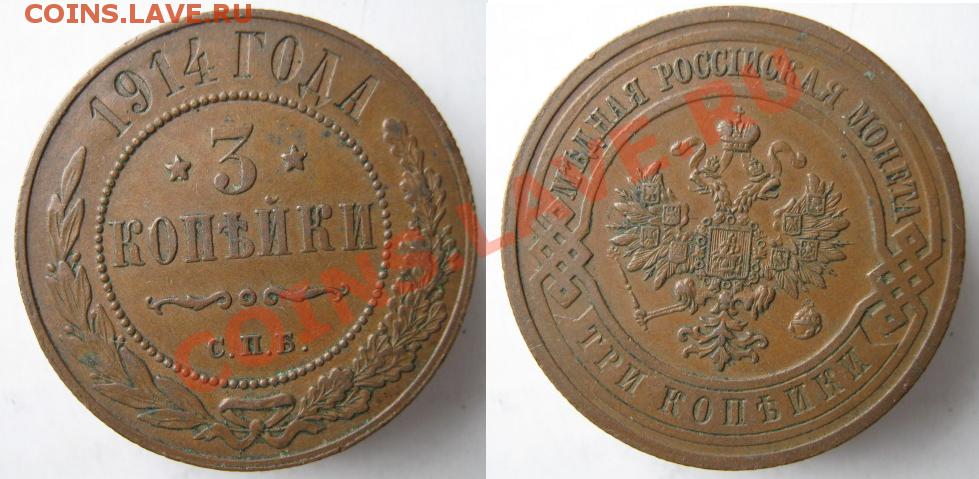 COINS.LAVE.RU
1914 ГОДА
3
КОПѢЙКИ
С.П.Б.
COINS.LAVE.RU
МѢДНАЯ РОССІЙСКАЯ МОНЕТА
ТРИ КОПѢЙКИ